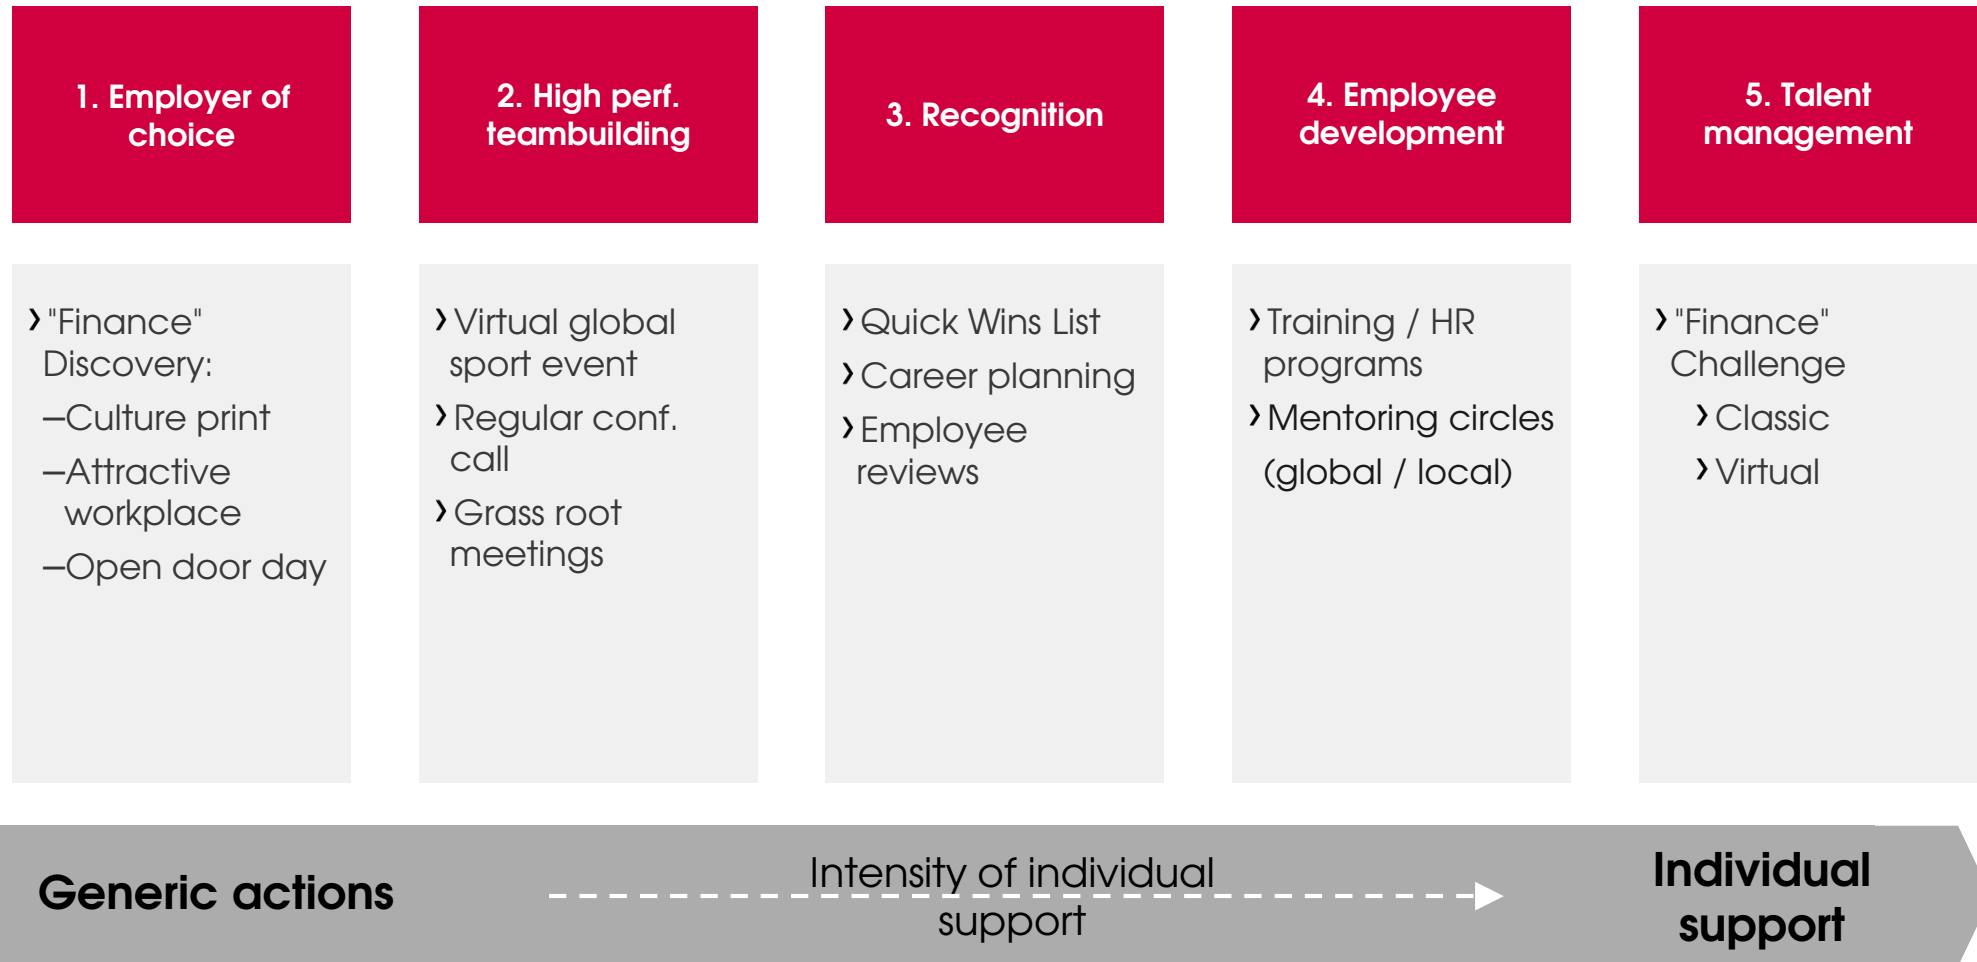 1. Employer of
choice
2. High perf.
teambuilding
3. Recognition
4. Employee
development
5. Talent
management
›"Finance"
Discovery:
–Culture print
–Attractive
workplace
–Open door day
›Virtual global
sport event
›Regular conf.
call
›Grass root
meetings
›Quick Wins List
›Career planning
›Employee
reviews
›Training / HR
programs
›Mentoring circles
(global / local)
›"Finance"
Challenge
›Classic
›Virtual
Generic actions
Intensity of individual
support
Individual
support